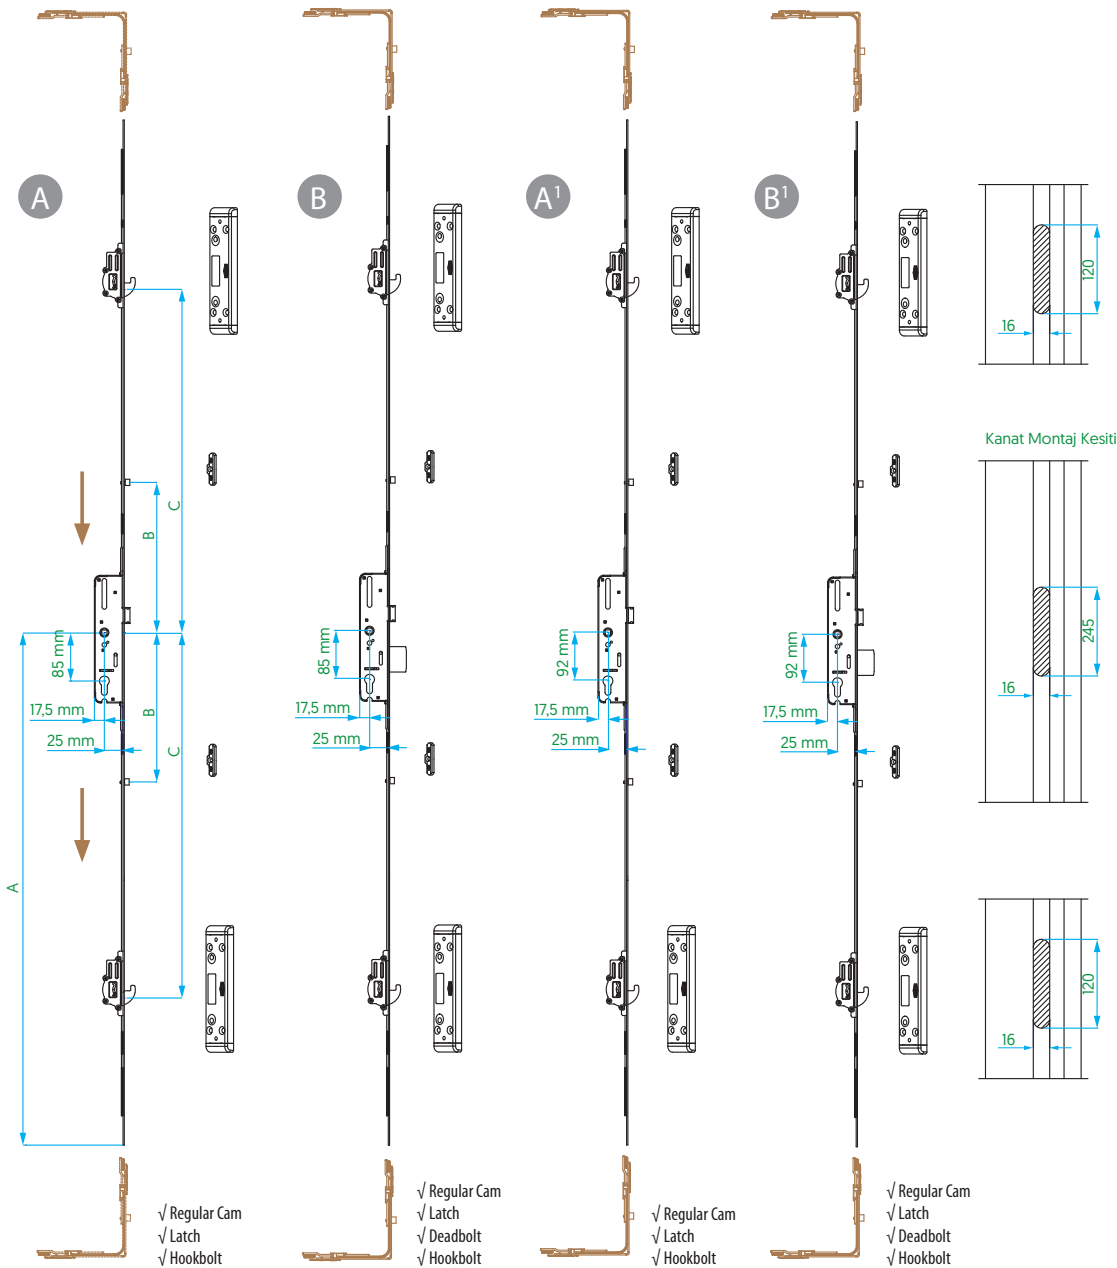 A
B
A¹
B¹
120
16
Kanat Montaj Kesiti
C
B
85 mm
17,5 mm
25 mm
B
C
A
85 mm
17,5 mm
25 mm
92 mm
17,5 mm
25 mm
92 mm
17,5 mm
25 mm
245
16
120
16
√ Regular Cam
√ Latch
√ Hookbolt
√ Regular Cam
√ Latch
√ Deadbolt
√ Hookbolt
√ Regular Cam
√ Latch
√ Hookbolt
√ Regular Cam
√ Latch
√ Deadbolt
√ Hookbolt